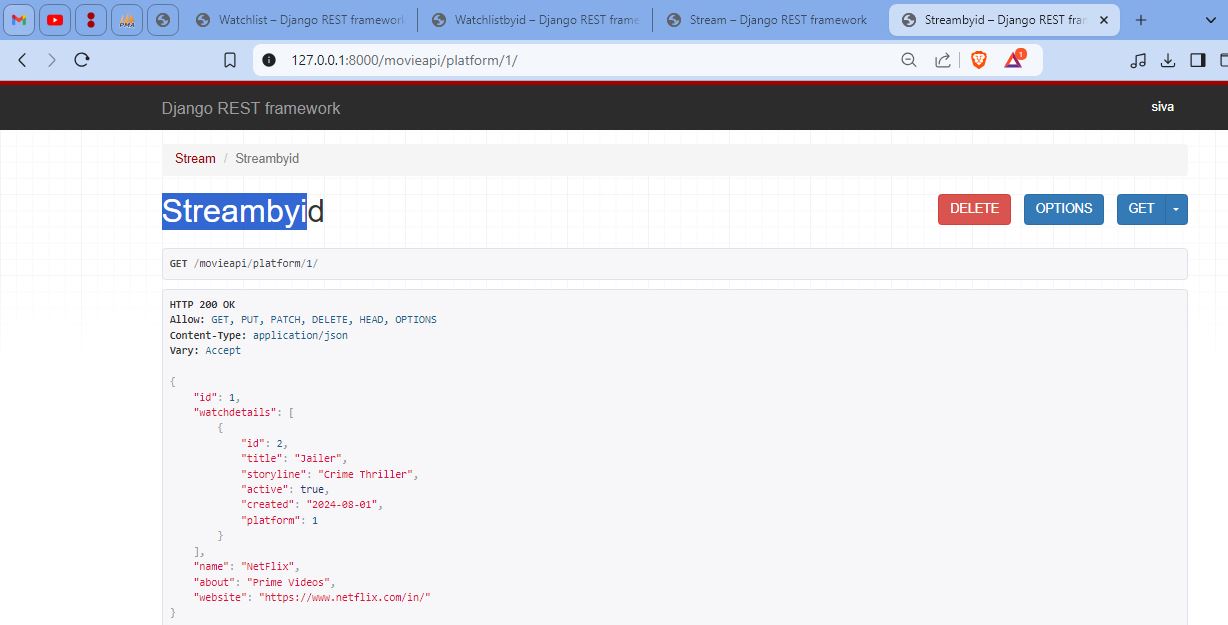 Watchlist – Django REST framework
Watchlistbyid – Django REST frame
Stream – Django REST framework
Streambyid – Django REST fram
127.0.0.1:8000/movieapi/platform/1/
1
Django REST framework
siva
Stream / Streambyid
Streambyid
DELETE
OPTIONS
GET
GET /movieapi/platform/1/
HTTP 200 OK
Allow: GET, PUT, PATCH, DELETE, HEAD, OPTIONS
Content-Type: application/json
Vary: Accept
{
"id": 1,
"watchdetails": [
{
"id": 2,
"title": "Jailer",
"storyline": "Crime Thriller",
"active": true,
"created": "2024-08-01",
"platform": 1
}
],
"name": "NetFlix",
"about": "Prime Videos",
"website": "https://www.netflix.com/in/"
}